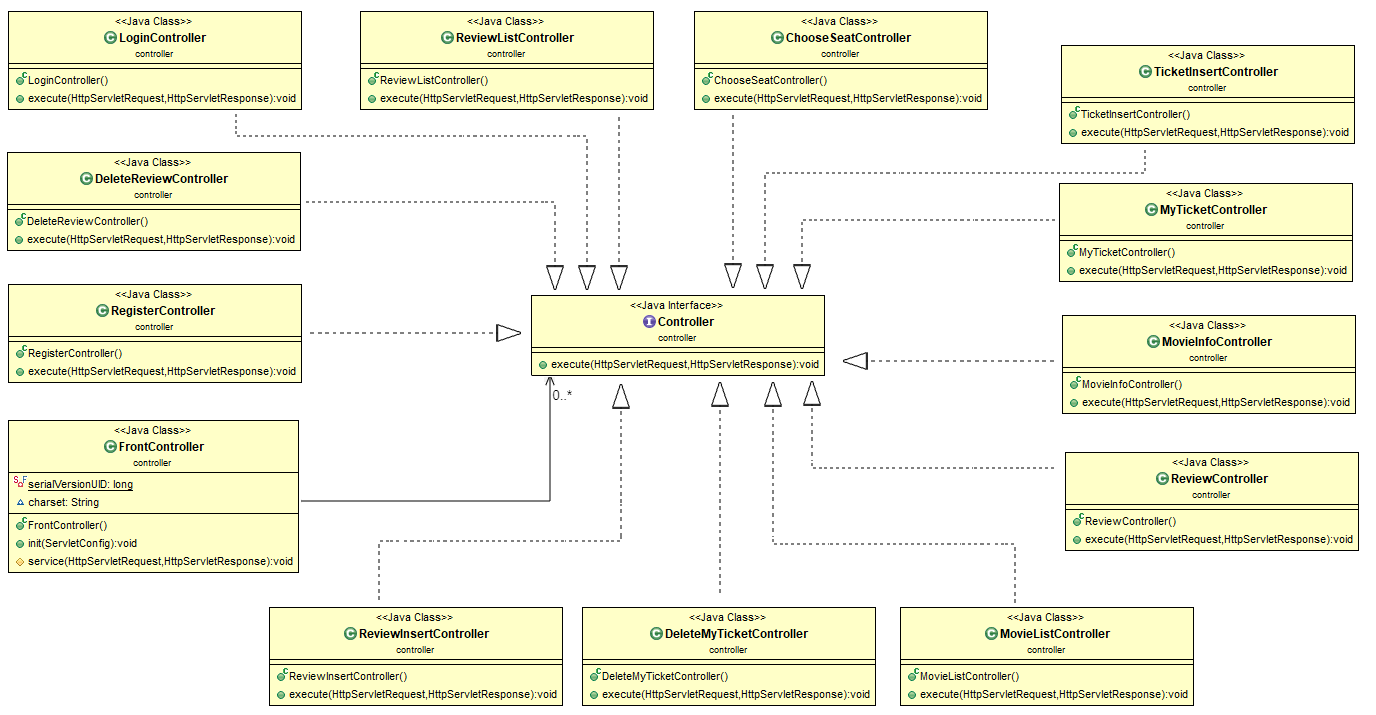 <<Java Class>>
LoginController
controller
LoginController()
execute(HttpServletRequest,HttpServletResponse):void
<<Java Class>>
ReviewListController
controller
ReviewListController()
execute(HttpServletRequest,HttpServletResponse):void
<<Java Class>>
ChooseSeatController
controller
ChooseSeatController()
execute(HttpServletRequest,HttpServletResponse):void
<<Java Class>>
TicketInsertController
controller
TicketInsertController()
execute(HttpServletRequest,HttpServletResponse):void
<<Java Class>>
DeleteReviewController
controller
DeleteReviewController()
execute(HttpServletRequest,HttpServletResponse):void
<<Java Class>>
MyTicketController
controller
MyTicketController()
execute(HttpServletRequest,HttpServletResponse):void
<<Java Class>>
RegisterController
controller
RegisterController()
execute(HttpServletRequest,HttpServletResponse):void
<<Java Interface>>
Controller
controller
execute(HttpServletRequest,HttpServletResponse):void
0..*
<<Java Class>>
MovieInfoController
controller
MovieInfoController()
execute(HttpServletRequest,HttpServletResponse):void
<<Java Class>>
FrontController
controller
serialVersionUID: long
charset: String
FrontController()
init(ServletConfig):void
service(HttpServletRequest,HttpServletResponse):void
<<Java Class>>
ReviewController
controller
ReviewController()
execute(HttpServletRequest,HttpServletResponse):void
<<Java Class>>
ReviewInsertController
controller
ReviewInsertController()
execute(HttpServletRequest,HttpServletResponse):void
<<Java Class>>
DeleteMyTicketController
controller
DeleteMyTicketController()
execute(HttpServletRequest,HttpServletResponse):void
<<Java Class>>
MovieListController
controller
MovieListController()
execute(HttpServletRequest,HttpServletResponse):void